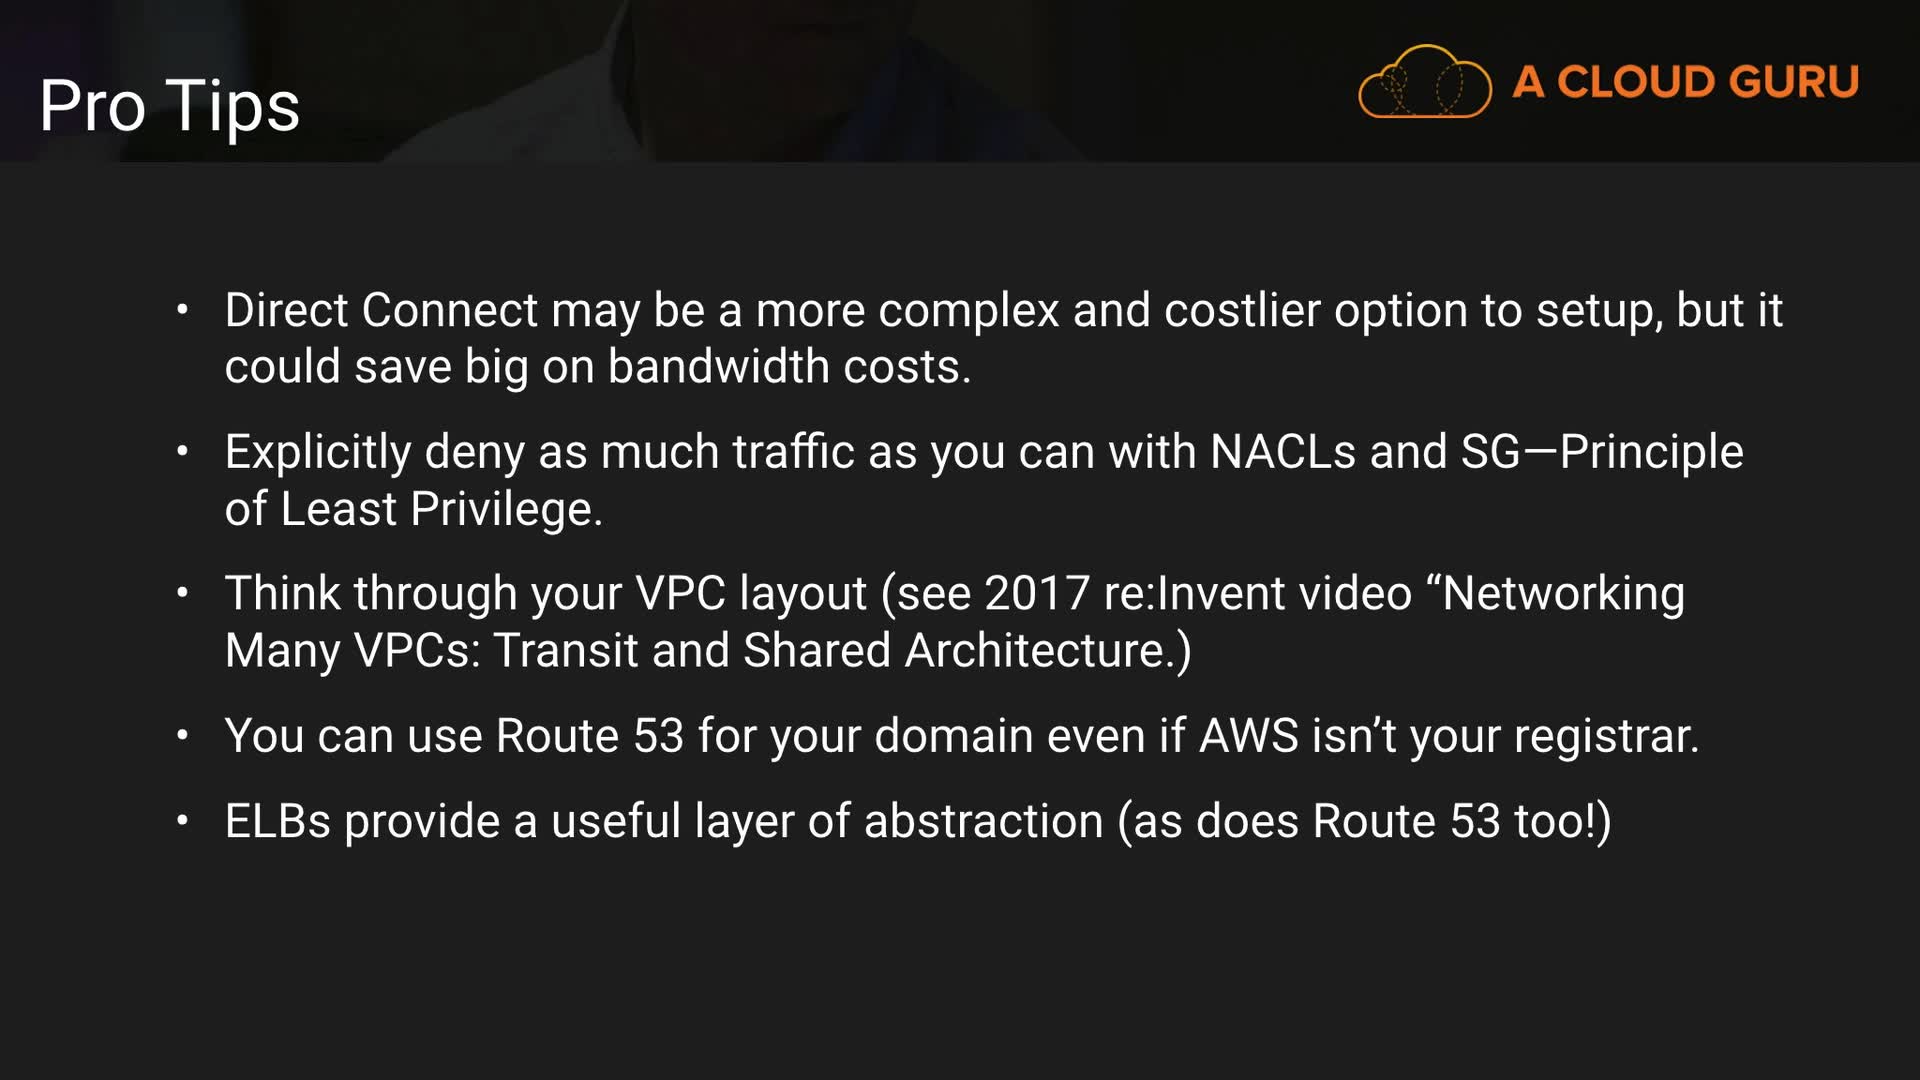 Pro Tips
A CLOUD GURU
• Direct Connect may be a more complex and costlier option to setup, but it
could save big on bandwidth costs.
• Explicitly deny as much traffic as you can with NACLs and SG—Principle
of Least Privilege.
• Think through your VPC layout (see 2017 re:Invent video “Networking
Many VPCs: Transit and Shared Architecture.)
• You can use Route 53 for your domain even if AWS isn’t your registrar.
• ELBs provide a useful layer of abstraction (as does Route 53 too!)